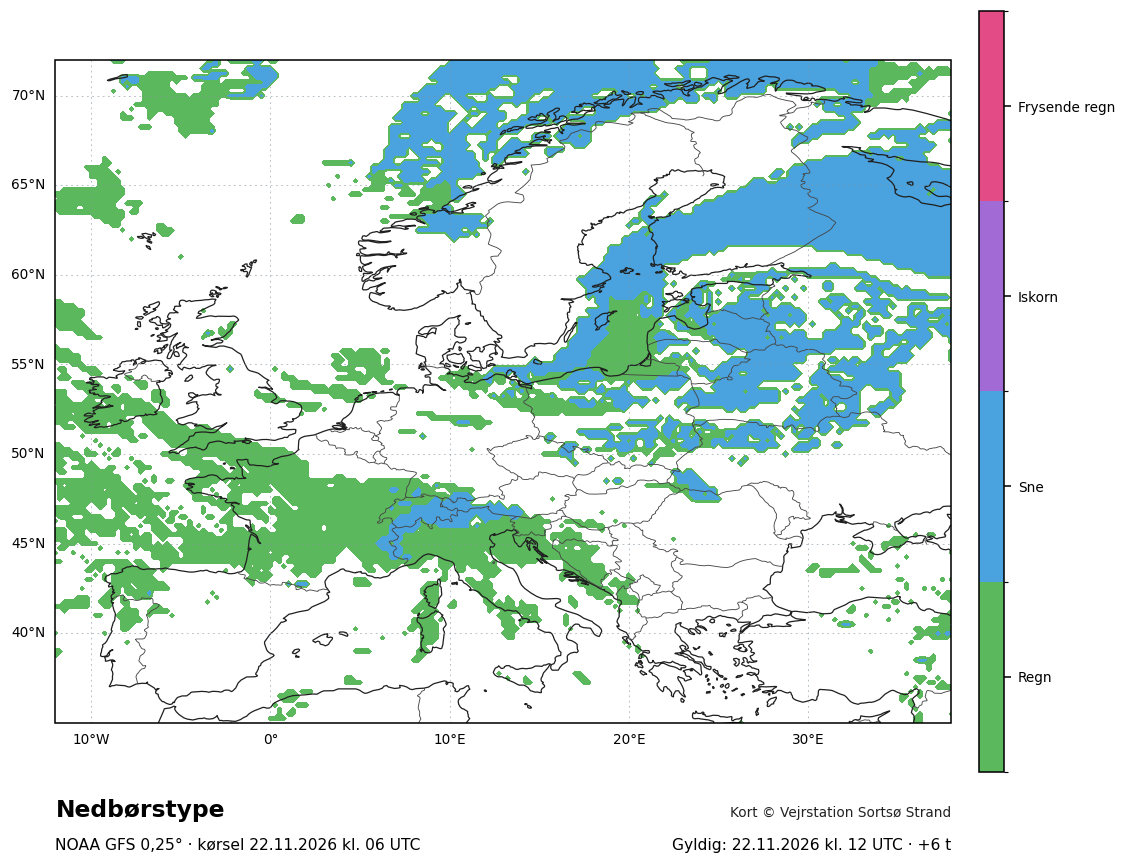 Frysende regn
Iskorn
Sne
Regn
70°N
65°N
60°N
55°N
50°N
45°N
40°N
10°W
0°
10°E
20°E
30°E
Nedbørstype
Kort © Vejrstation Sortsø Strand
NOAA GFS 0,25° · kørsel 22.11.2026 kl. 06 UTC
Gyldig: 22.11.2026 kl. 12 UTC · +6 t